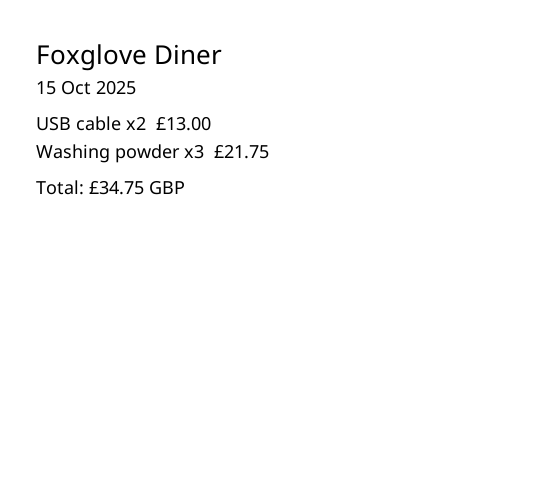 Foxglove Diner
15 Oct 2025
USB cable x2  £13.00
Washing powder x3  £21.75
Total: £34.75 GBP